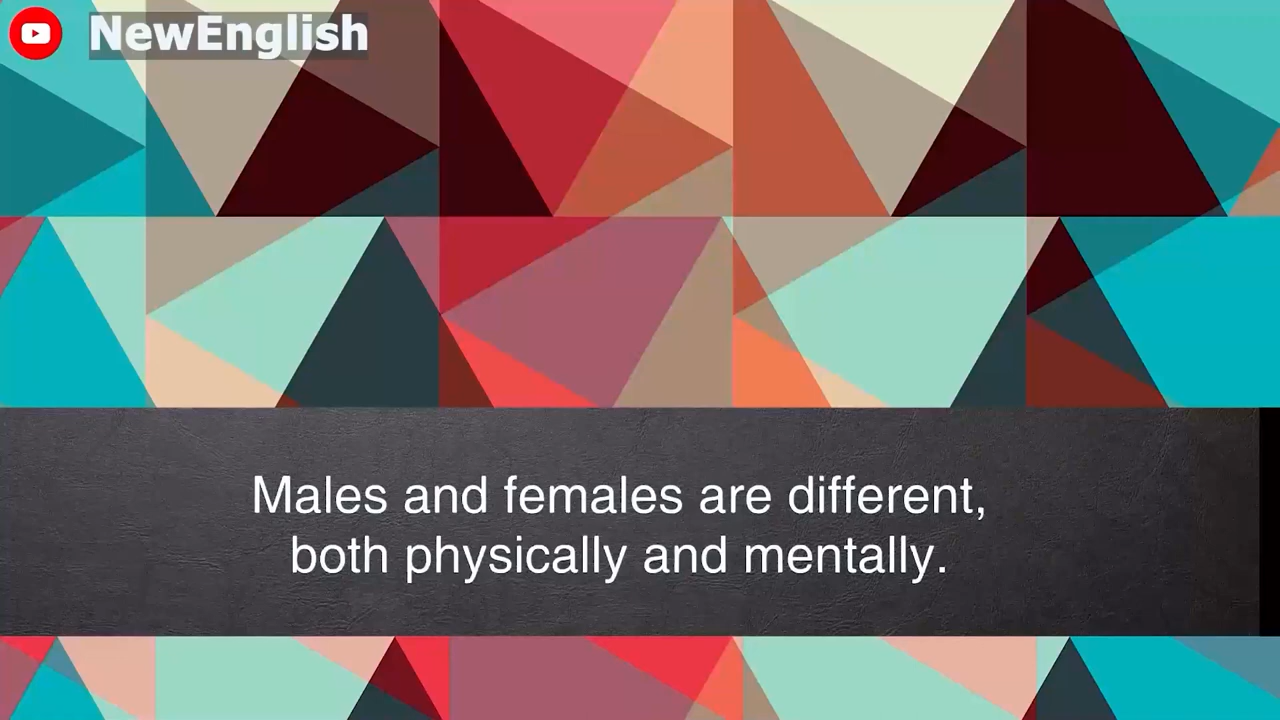 NewEnglish
Males and females are different,
both physically and mentally.